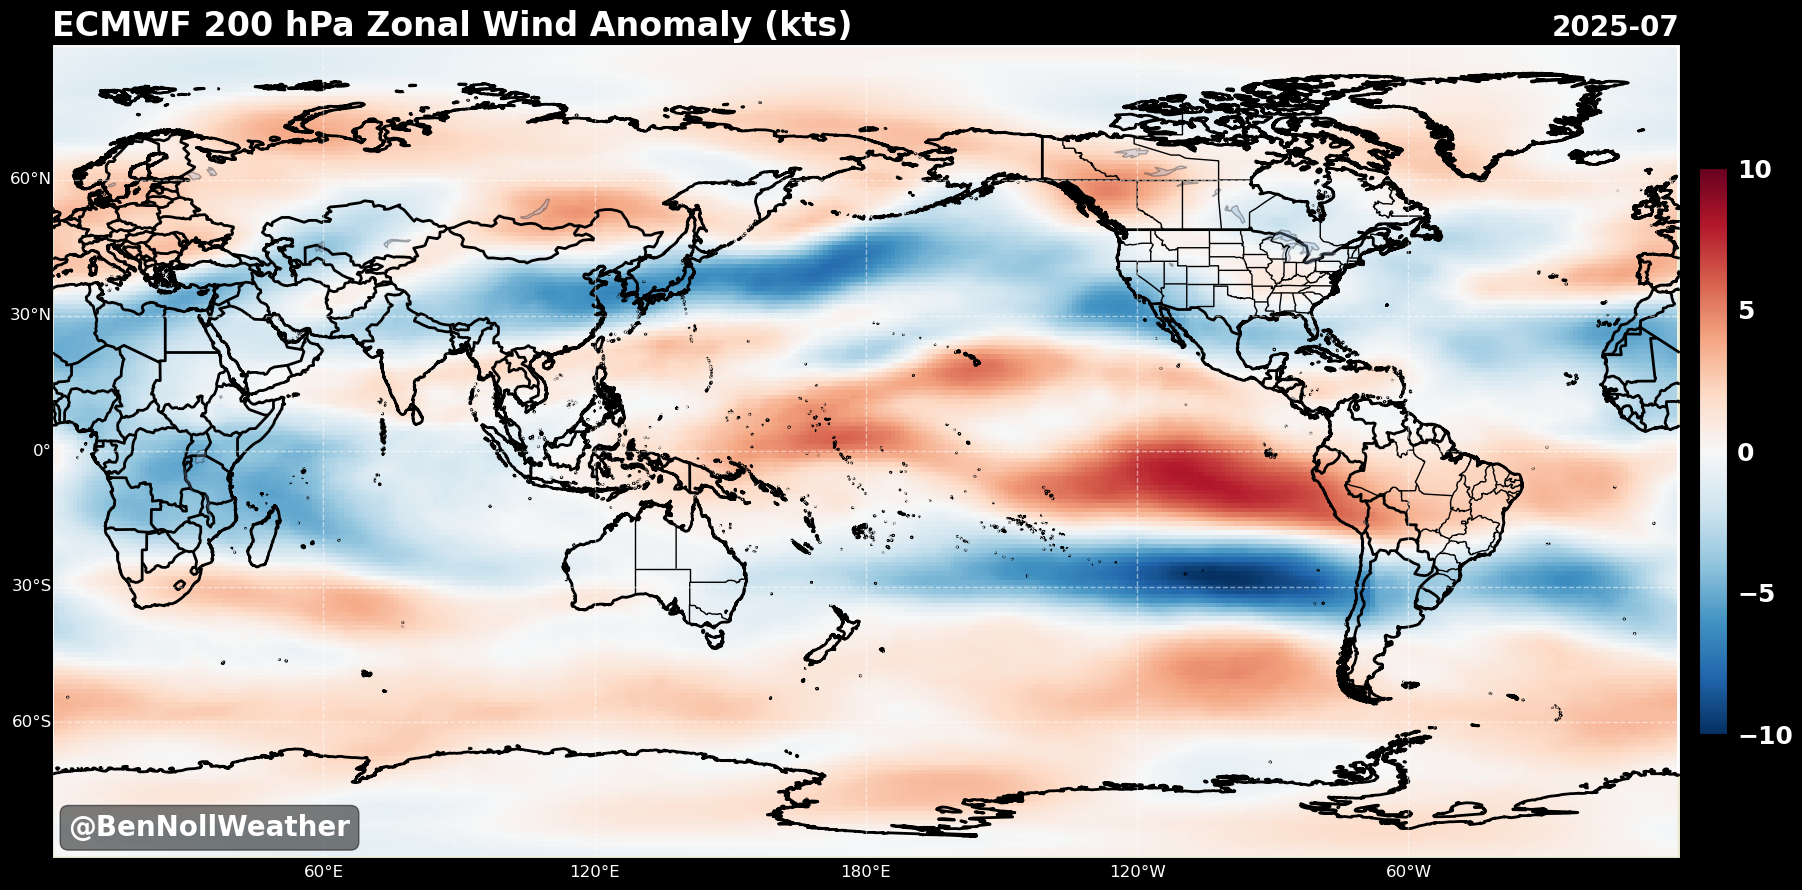 ECMWF 200 hPa Zonal Wind Anomaly (kts)
2025-07
60°N
30°N
0°
30°S
60°S
60°E
120°E
180°E
120°W
60°W
10
5
0
−5
−10
@BenNollWeather